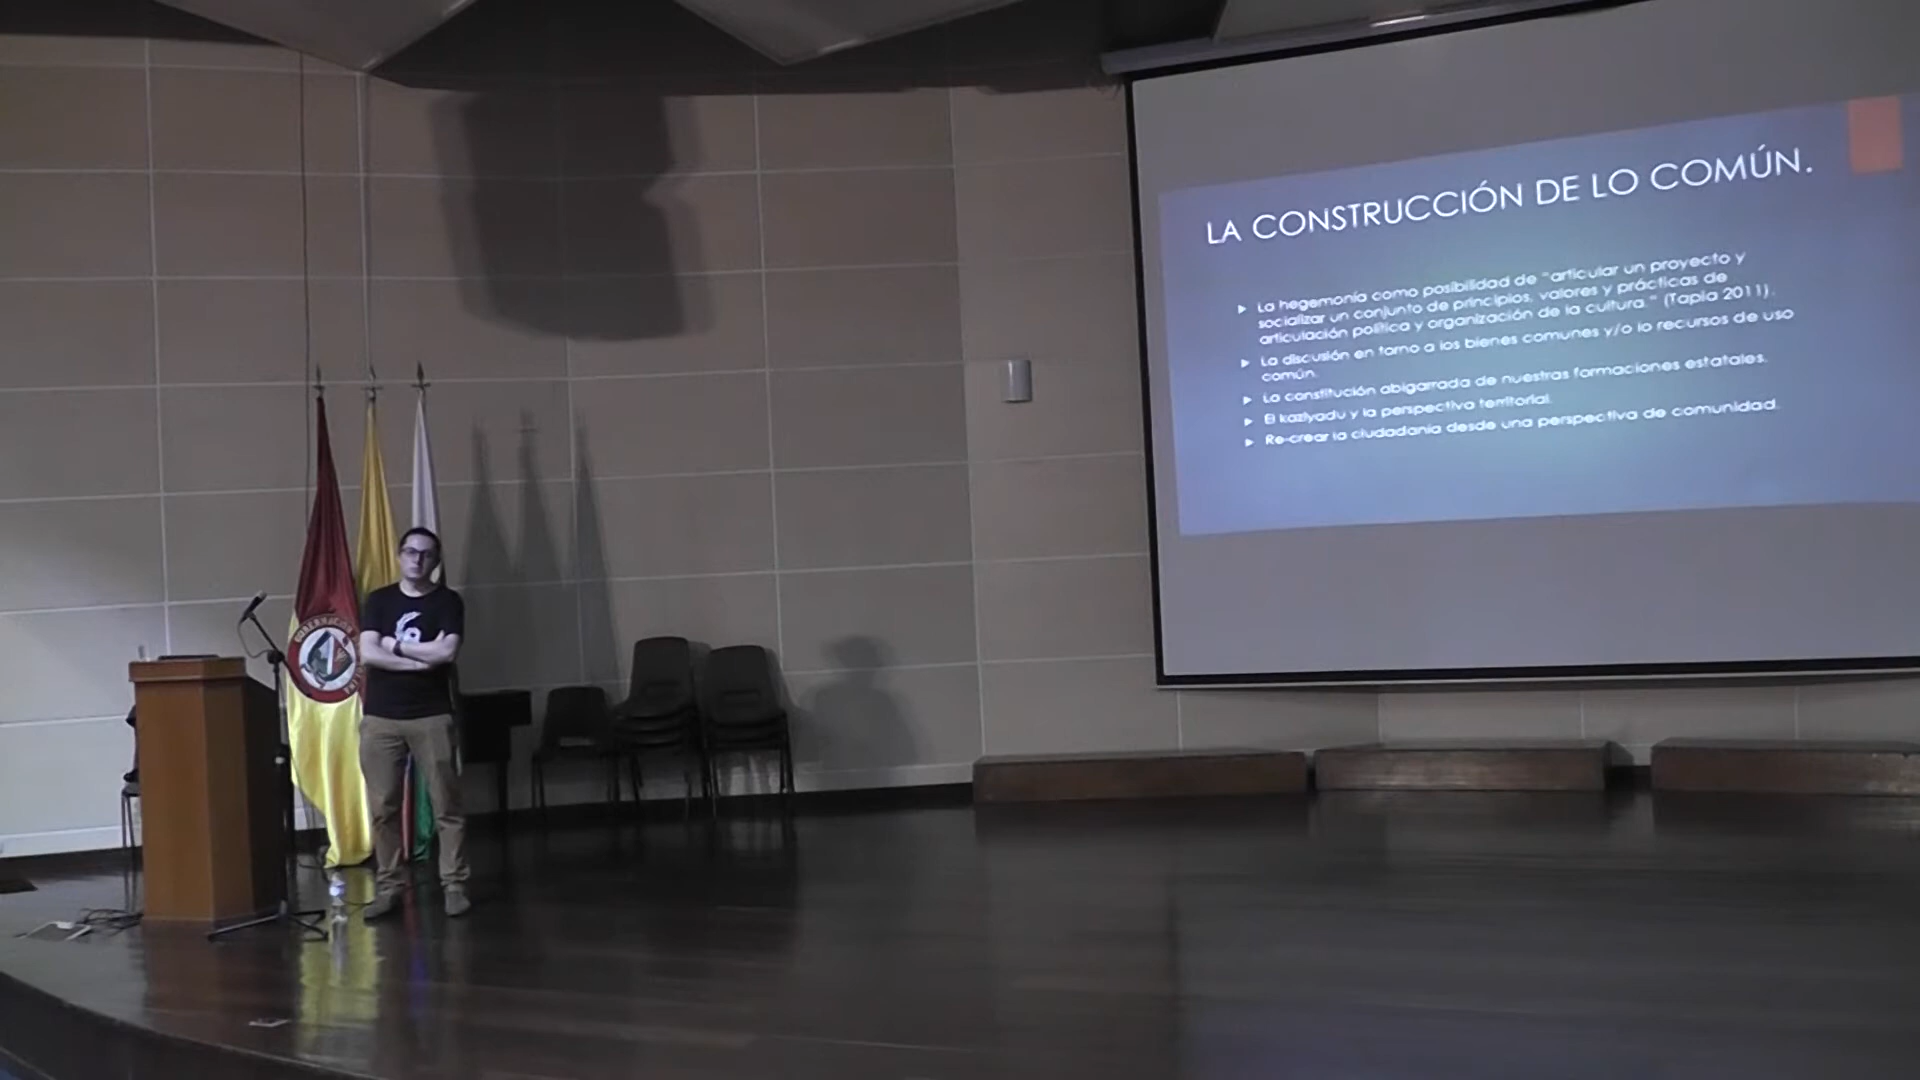 LA CONSTRUCCIÓN DE LO COMÚN.
La hegemonía como posibilidad de "articular un proyecto y
socializar un conjunto de principios, valores y prácticas de
articulación política y organización de la cultura." (Tapia 2011).
La discusión en torno a los bienes comunes y/o lo recursos de uso
común.
La constitución abigarrada de nuestras formaciones estatales.
El kaziyadu y la perspectiva territorial.
Re-crear la ciudadanía desde una perspectiva de comunidad.
GOBERNACIÓN